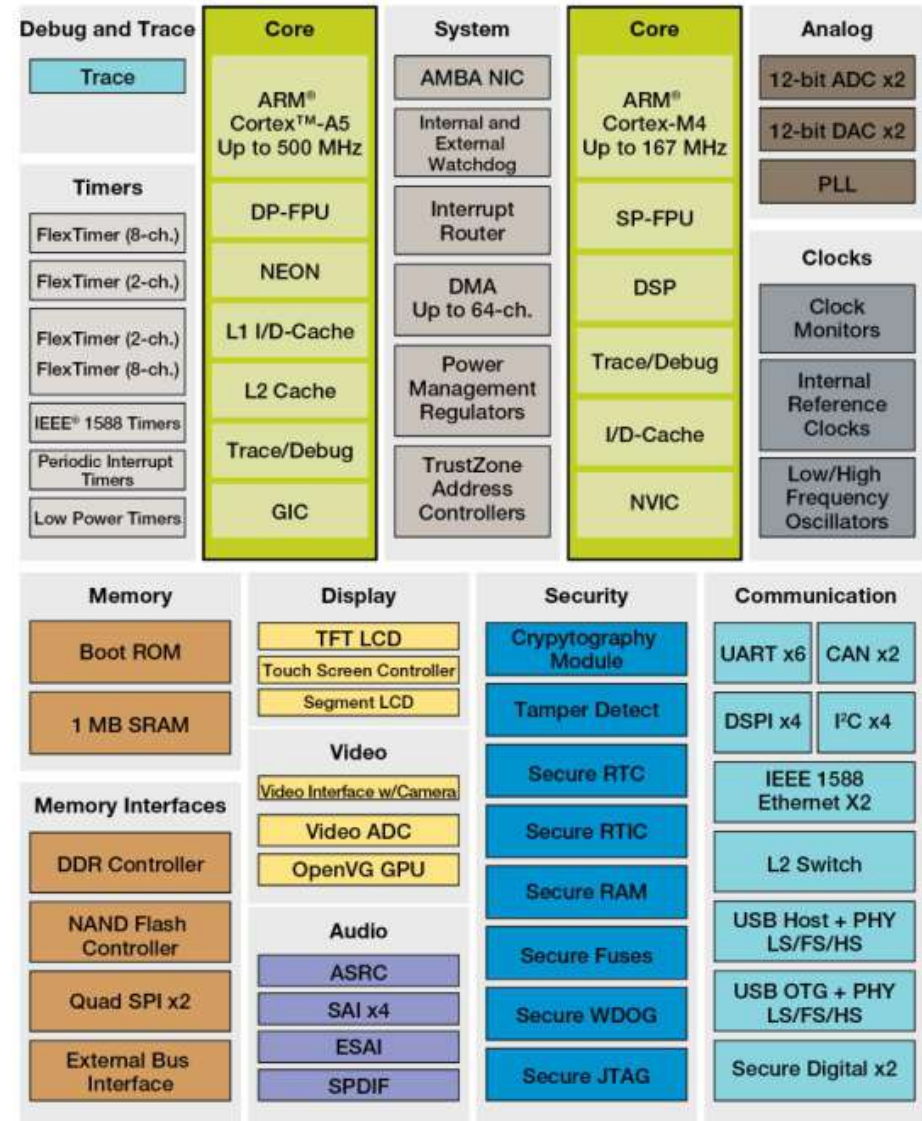 Debug and Trace
Trace
Timers
FlexTimer (8-ch.)
FlexTimer (2-ch.)
FlexTimer (2-ch.)
FlexTimer (8-ch.)
IEEE® 1588 Timers
Periodic Interrupt
Timers
Low Power Timers
Core
ARM®
Cortex™-A5
Up to 500 MHz
DP-FPU
NEON
L1 I/D-Cache
L2 Cache
Trace/Debug
GIC
System
AMBA NIC
Internal and
External
Watchdog
Interrupt
Router
DMA
Up to 64-ch.
Power
Management
Regulators
TrustZone
Address
Controllers
Core
ARM®
Cortex-M4
Up to 167 MHz
SP-FPU
DSP
Trace/Debug
I/D-Cache
NVIC
Analog
12-bit ADC x2
12-bit DAC x2
PLL
Clocks
Clock
Monitors
Internal
Reference
Clocks
Low/High
Frequency
Oscillators
Memory
Boot ROM
1 MB SRAM
Memory Interfaces
DDR Controller
NAND Flash
Controller
Quad SPI x2
External Bus
Interface
Display
TFT LCD
Touch Screen Controller
Segment LCD
Video
Video Interface w/Camera
Video ADC
OpenVG GPU
Audio
ASRC
SAI x4
ESAI
SPDIF
Security
Crypytography
Module
Tamper Detect
Secure RTC
Secure RTIC
Secure RAM
Secure Fuses
Secure WDOG
Secure JTAG
Communication
UART x6
CAN x2
DSPI x4
I²C x4
IEEE 1588
Ethernet X2
L2 Switch
USB Host + PHY
LS/FS/HS
USB OTG + PHY
LS/FS/HS
Secure Digital x2